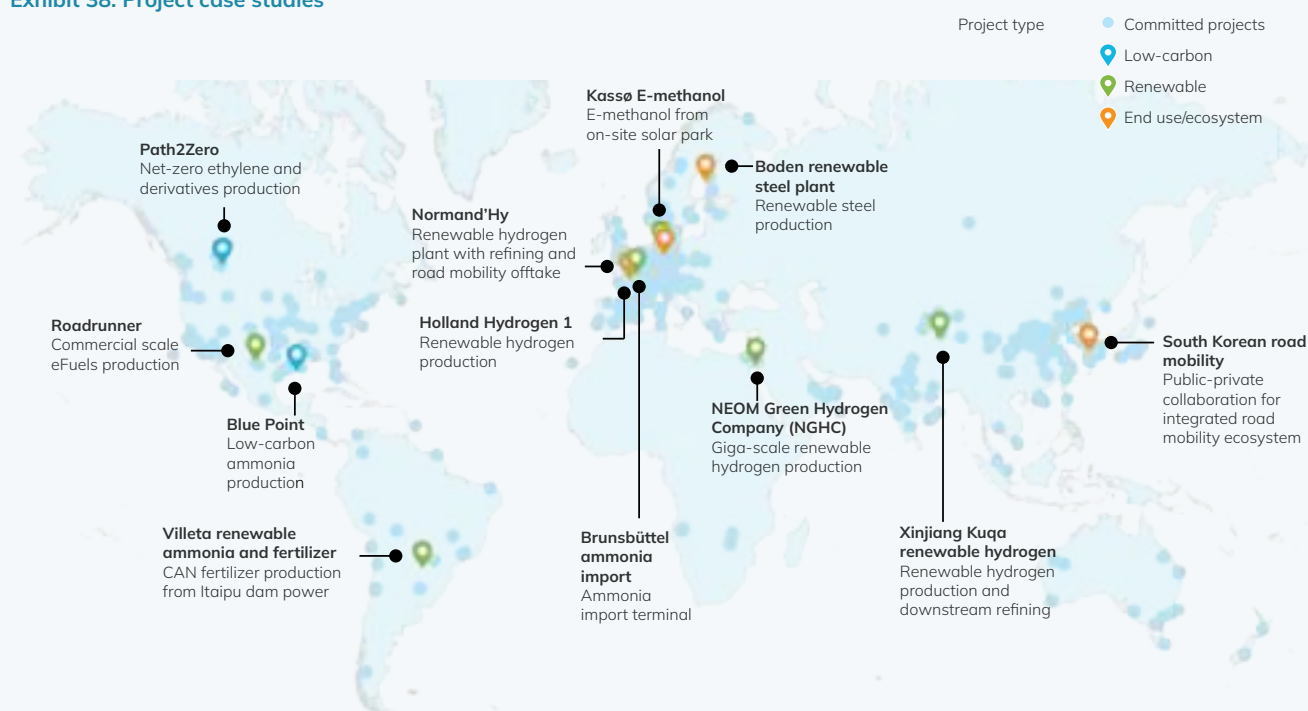 Exhibit 38. Project case studies
Project type
Committed projects
Low-carbon
Renewable
End use/ecosystem
Kassø E-methanol
E-methanol from
on-site solar park
Path2Zero
Net-zero ethylene and
derivatives production
Boden renewable
steel plant
Renewable steel
production
Normand’Hy
Renewable hydrogen
plant with refining and
road mobility offtake
Roadrunner
Commercial scale
eFuels production
Holland Hydrogen 1
Renewable hydrogen
production
South Korean road
mobility
Public-private
collaboration for
integrated road
mobility ecosystem
Blue Point
Low-carbon
ammonia
production
NEOM Green Hydrogen
Company (NGHC)
Giga-scale renewable
hydrogen production
Villeta renewable
ammonia and fertilizer
CAN fertilizer production
from Itaipu dam power
Brunsbüttel
ammonia
import
Ammonia
import terminal
Xinjiang Kuqa
renewable hydrogen
Renewable hydrogen
production and
downstream refining